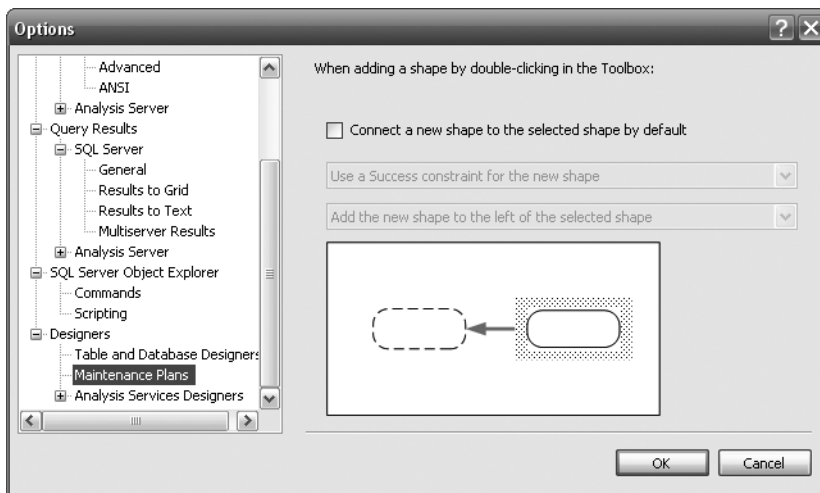 Options
Advanced
ANSI
Analysis Server
Query Results
SQL Server
General
Results to Grid
Results to Text
Multiserver Results
Analysis Server
SQL Server Object Explorer
Commands
Scripting
Designers
Table and Database Designers
Maintenance Plans
Analysis Services Designers
When adding a shape by double-clicking in the Toolbox:
Connect a new shape to the selected shape by default
Use a Success constraint for the new shape
Add the new shape to the left of the selected shape
OK
Cancel